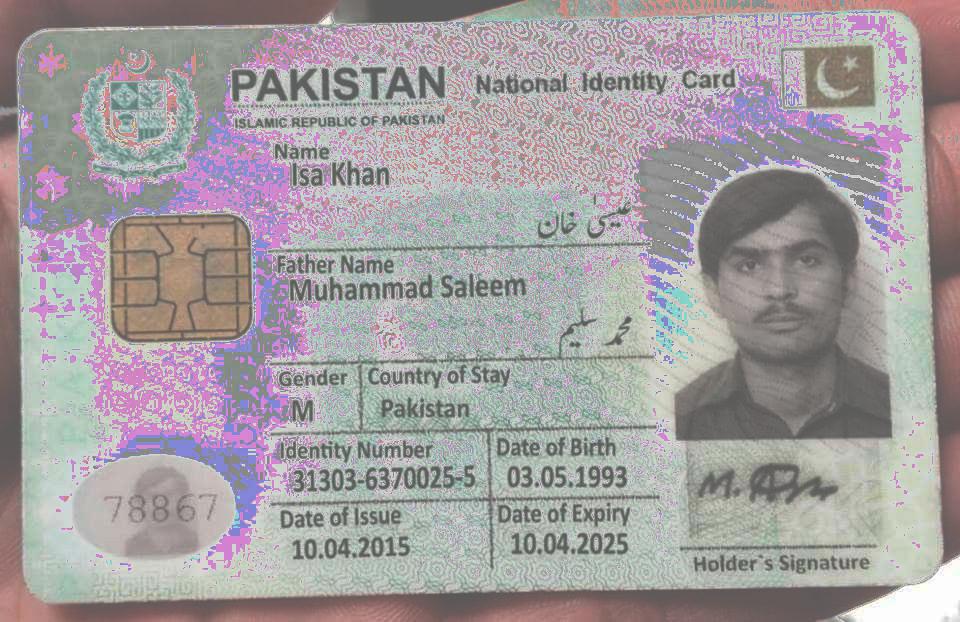 PAKISTAN National Identity Card
ISLAMIC REPUBLIC OF PAKISTAN
Name
Isa Khan
عیسیٰ خان
Father Name
Muhammad Saleem
محمد سلیم
Gender Country of Stay
M Pakistan
Identity Number Date of Birth
31303-6370025-5 03.05.1993
Date of Issue Date of Expiry
10.04.2015 10.04.2025
78867
Holder`s Signature